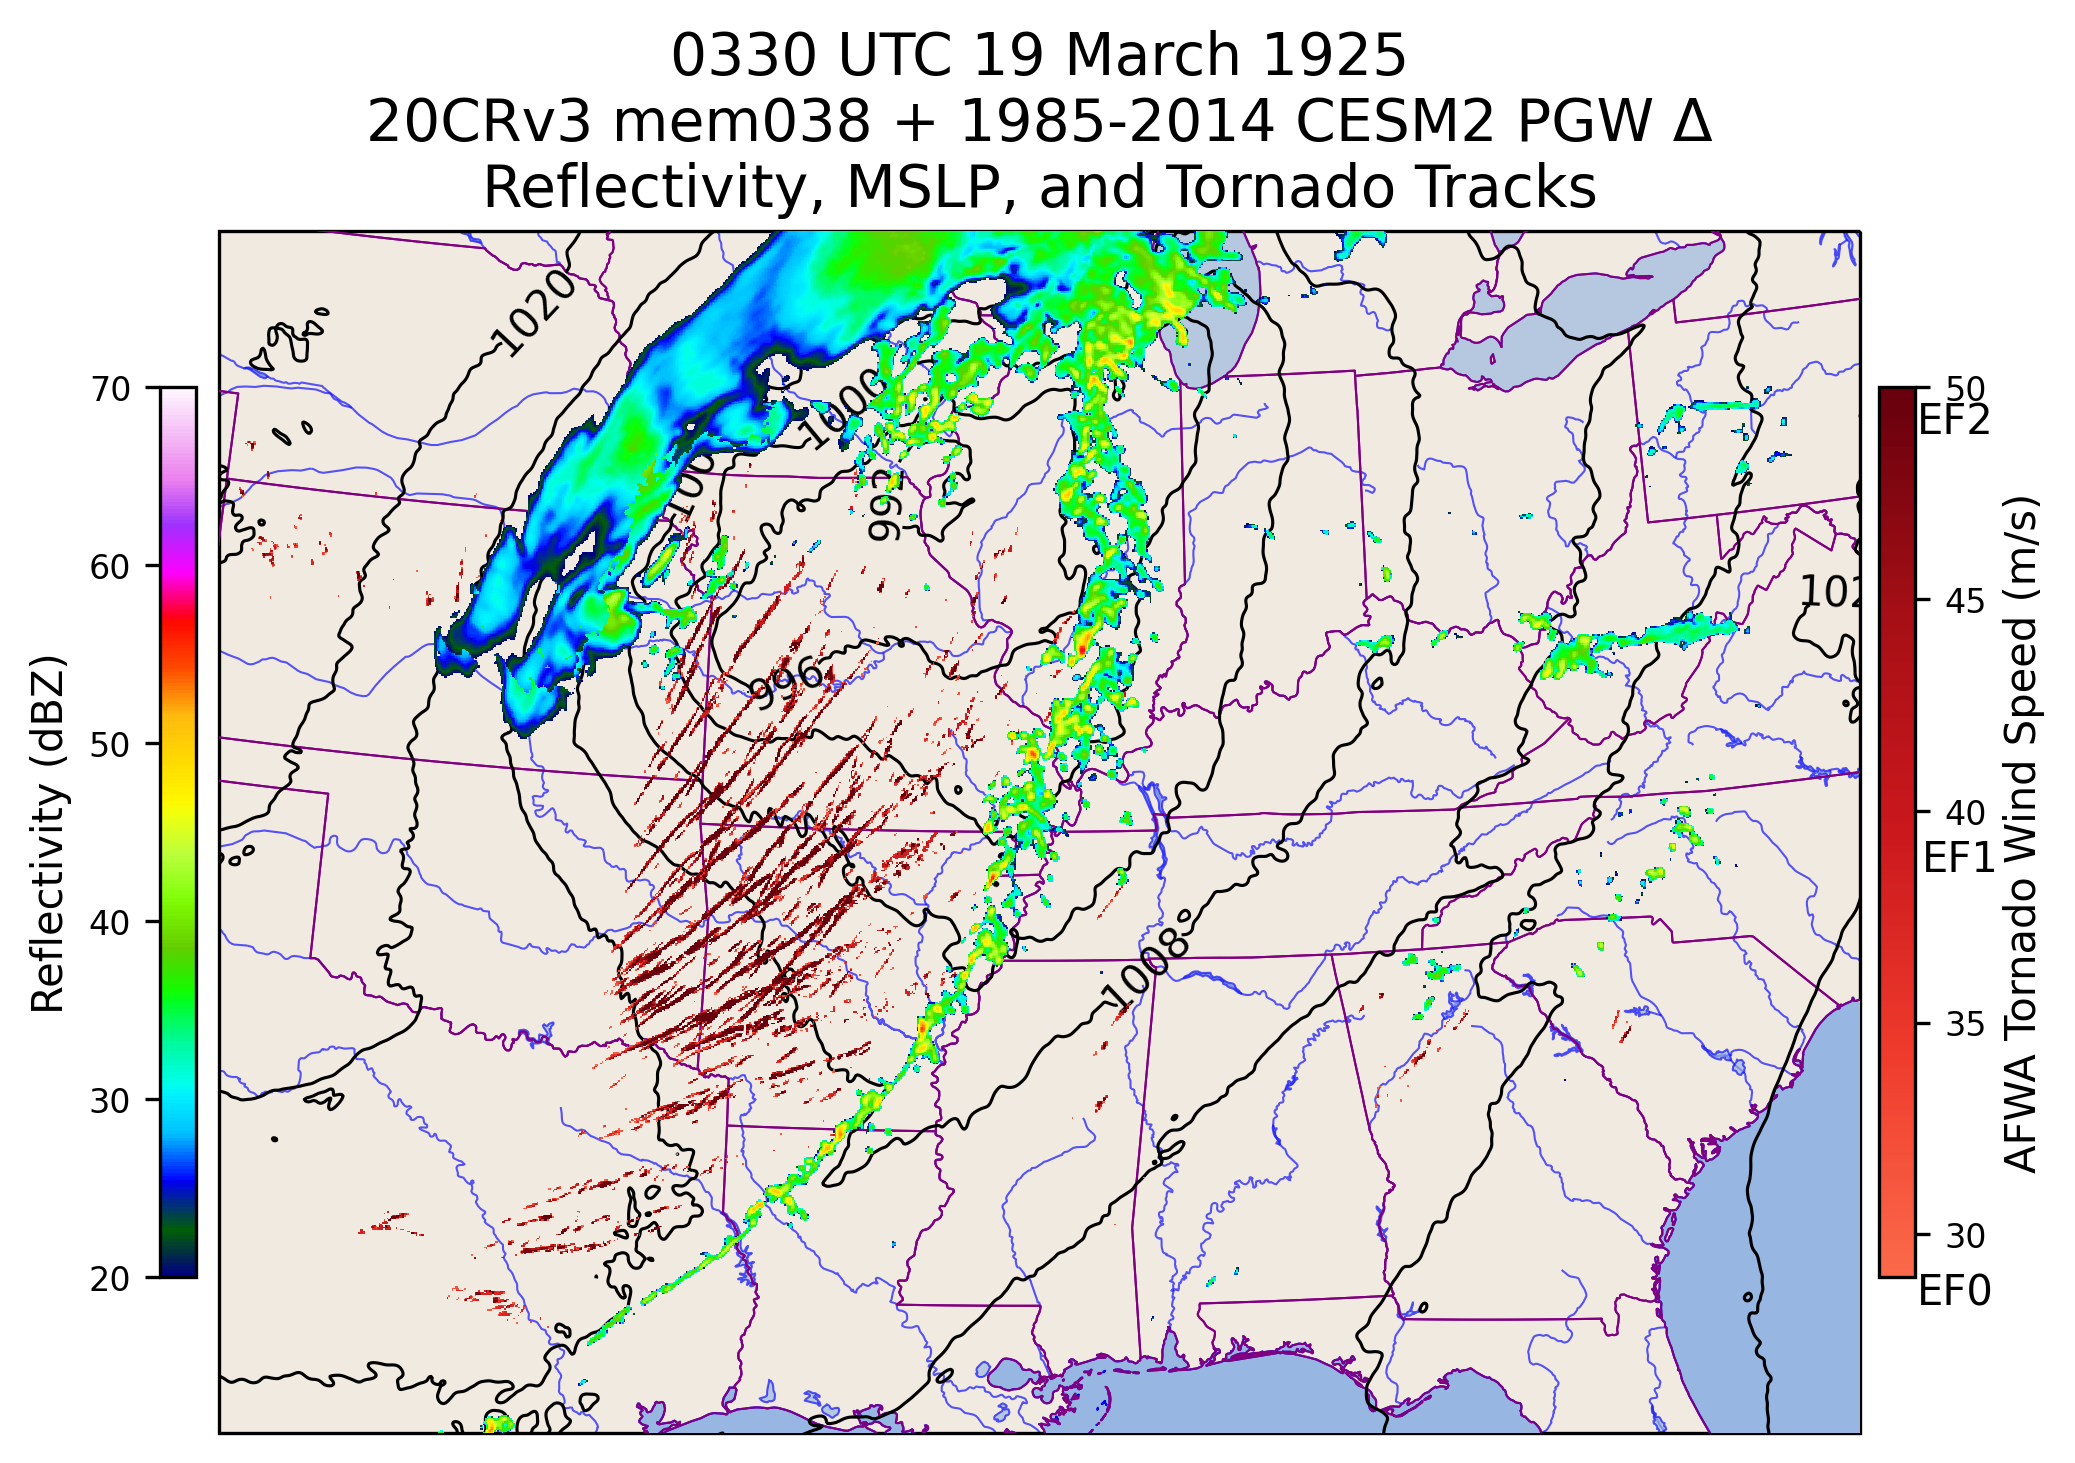 0330 UTC 19 March 1925
20CRv3 mem038 + 1985-2014 CESM2 PGW Δ
Reflectivity, MSLP, and Tornado Tracks
70
60
50
40
30
20
Reflectivity (dBZ)
1020
1000
992
996
1008
50
EF2
45
40
EF1
35
30
EF0
AFWA Tornado Wind Speed (m/s)